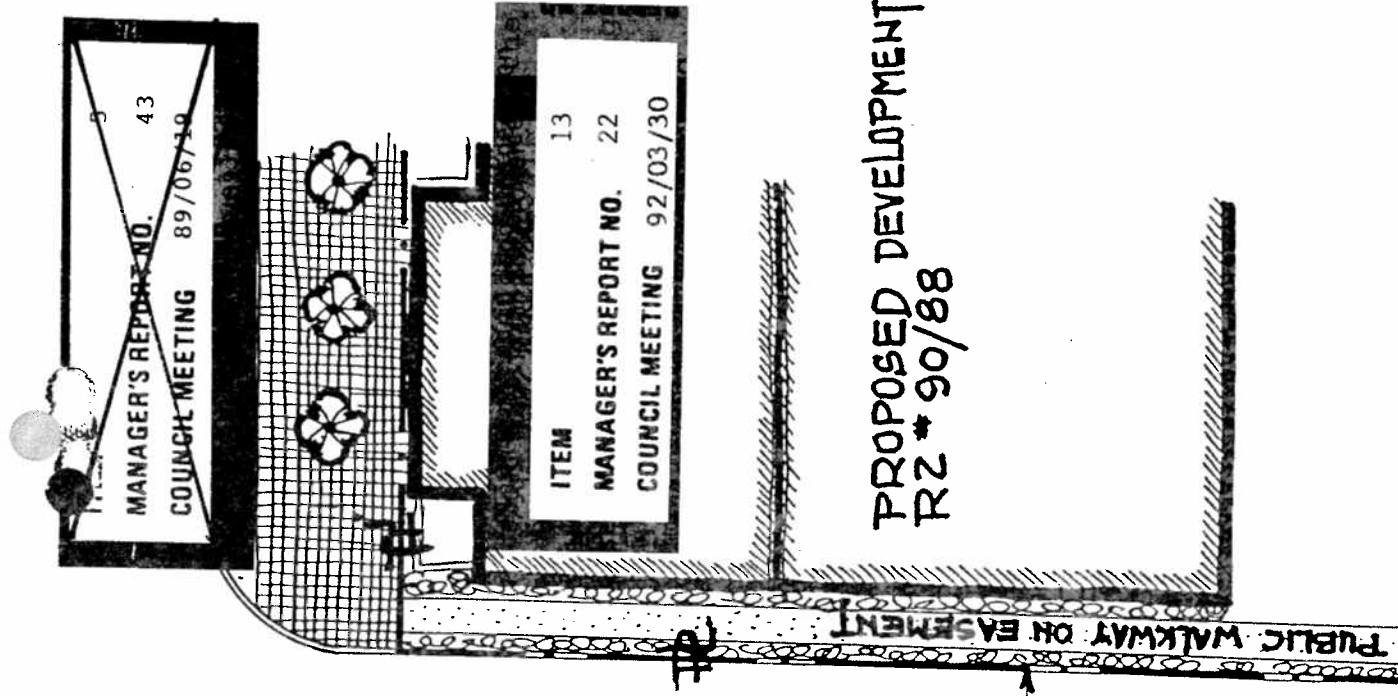 MANAGER'S REPORT NO. 43
COUNCIL MEETING 89/06/19
ITEM 13
MANAGER'S REPORT NO. 22
COUNCIL MEETING 92/03/30
PROPOSED DEVELOPMENT
RZ # 90/88
PUBLIC WALKWAY ON EASEMENT